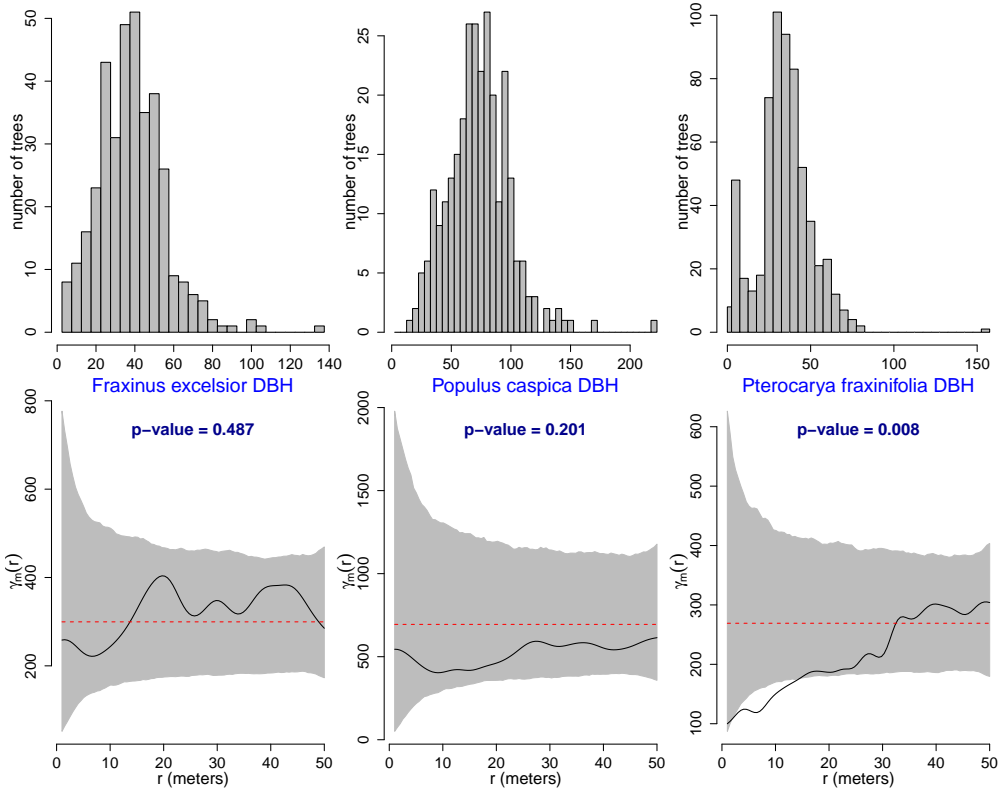 number of trees
0 10 20 30 40 50
0 20 40 60 80 100 120 140
Fraxinus excelsior DBH
number of trees
0 5 10 15 20 25
0 50 100 150 200
Populus caspica DBH
number of trees
0 20 40 60 80 100
0 50 100 150
Pterocarya fraxinifolia DBH
p−value = 0.487
γm(r)
200 400 600 800
0 10 20 30 40 50
r (meters)
p−value = 0.201
γm(r)
0 500 1000 1500 2000
0 10 20 30 40 50
r (meters)
p−value = 0.008
γm(r)
100 200 300 400 500 600
0 10 20 30 40 50
r (meters)